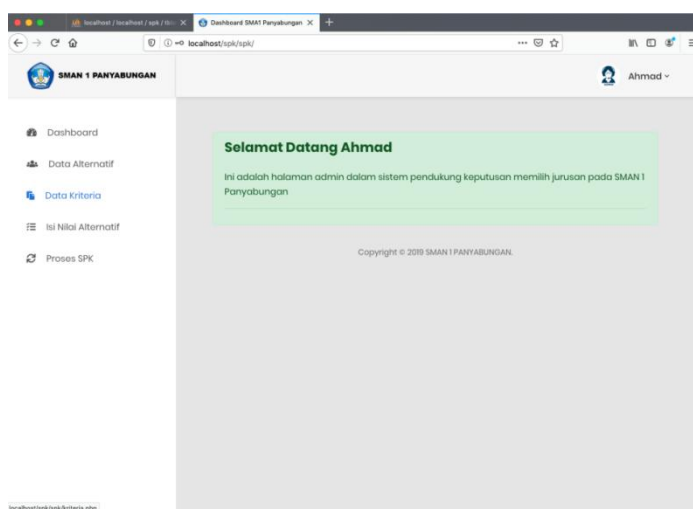 localhost / localhost / spk / tbl
Dashboard SMA1 Panyabungan
localhost/spk/spk/
SMAN 1 PANYABUNGAN
Ahmad
Dashboard
Data Alternatif
Data Kriteria
Isi Nilai Alternatif
Proses SPK
Selamat Datang Ahmad
Ini adalah halaman admin dalam sistem pendukung keputusan memilih jurusan pada SMAN 1
Panyabungan
Copyright © 2019 SMAN 1 PANYABUNGAN.
localhost/spk/spk/kriteria.php